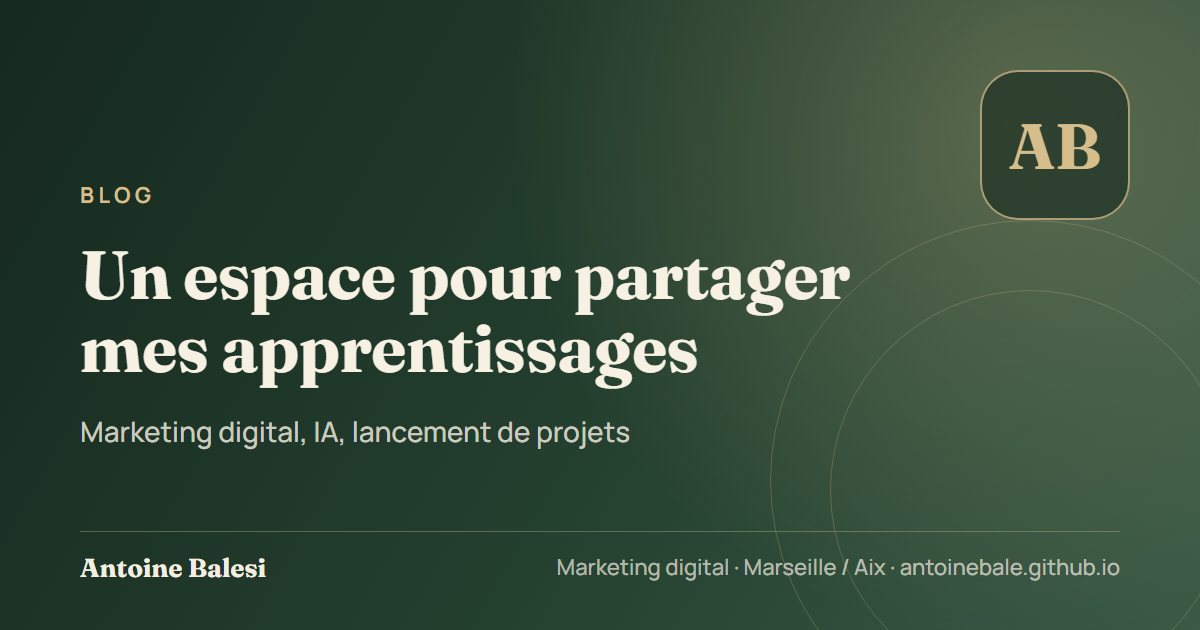 AB
BLOG
Un espace pour partager
mes apprentissages
Marketing digital, IA, lancement de projets
Antoine Balesi
Marketing digital · Marseille / Aix · antoinebale.github.io